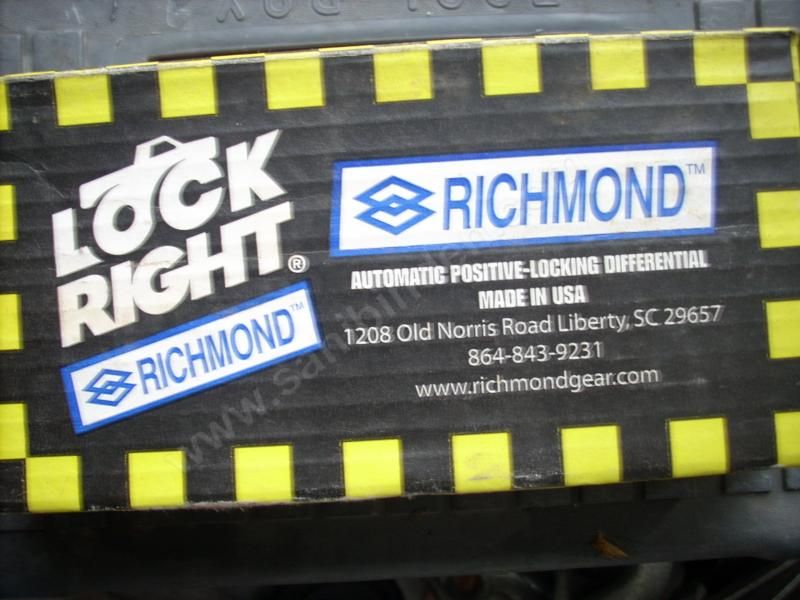 LOCK
RIGHT®
RICHMOND™
RICHMOND™
AUTOMATIC POSITIVE-LOCKING DIFFERENTIAL
MADE IN USA
1208 Old Norris Road Liberty, SC 29657
864-843-9231
www.richmondgear.com